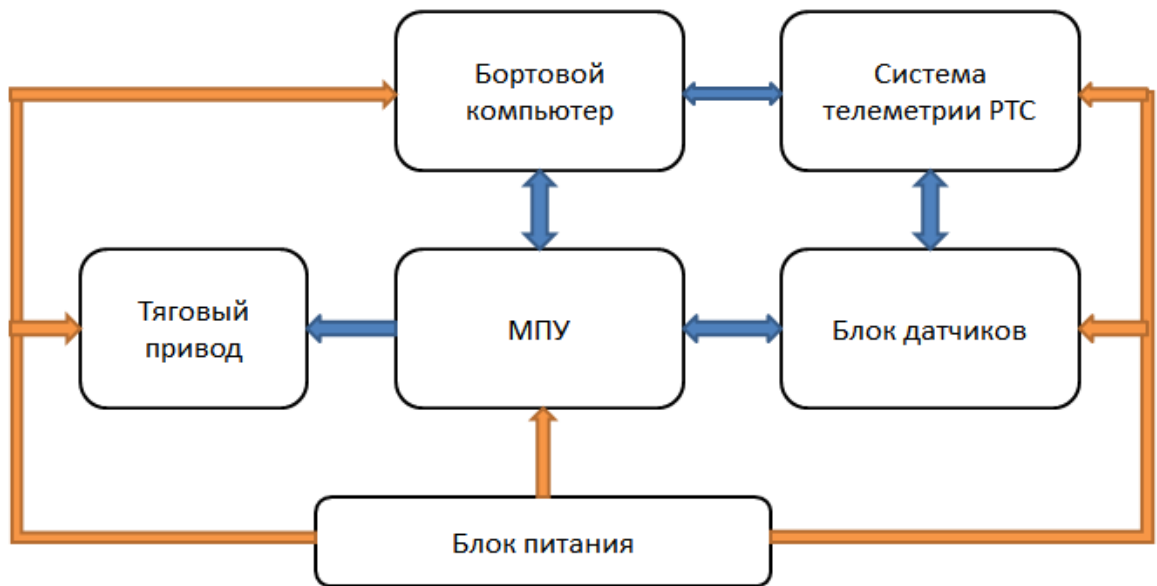 Бортовой
компьютер
Система
телеметрии РТС
Тяговый
привод
МПУ
Блок датчиков
Блок питания